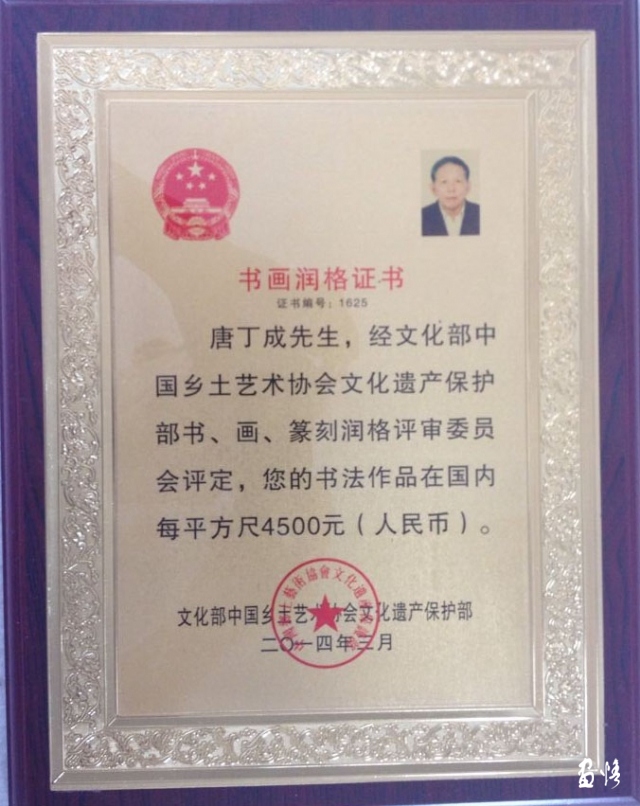 书画润格证书
证书编号：1625
唐丁成先生，经文化部中
国乡土艺术协会文化遗产保护
部书、画、篆刻润格评审委员
会评定，您的书法作品在国内
每平方尺4500元（人民币）。
文化部中国乡土艺术协会文化遗产保护部
二〇一四年三月